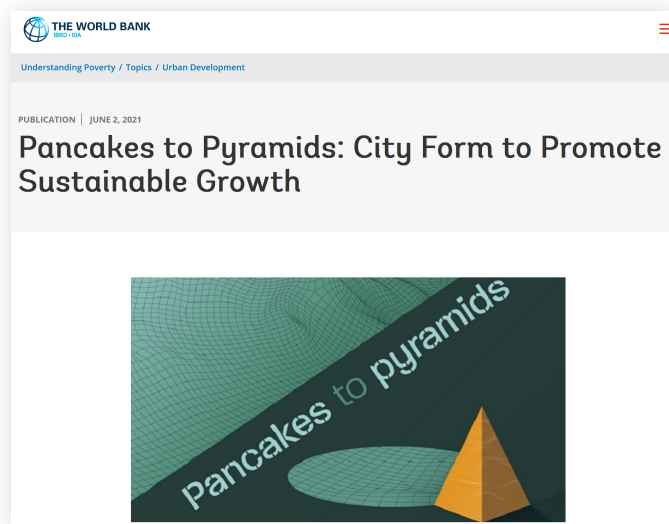 THE WORLD BANK
IBRD • IDA
Understanding Poverty / Topics / Urban Development
PUBLICATION | JUNE 2, 2021
Pancakes to Pyramids: City Form to Promote
Sustainable Growth
Pancakes to pyramids